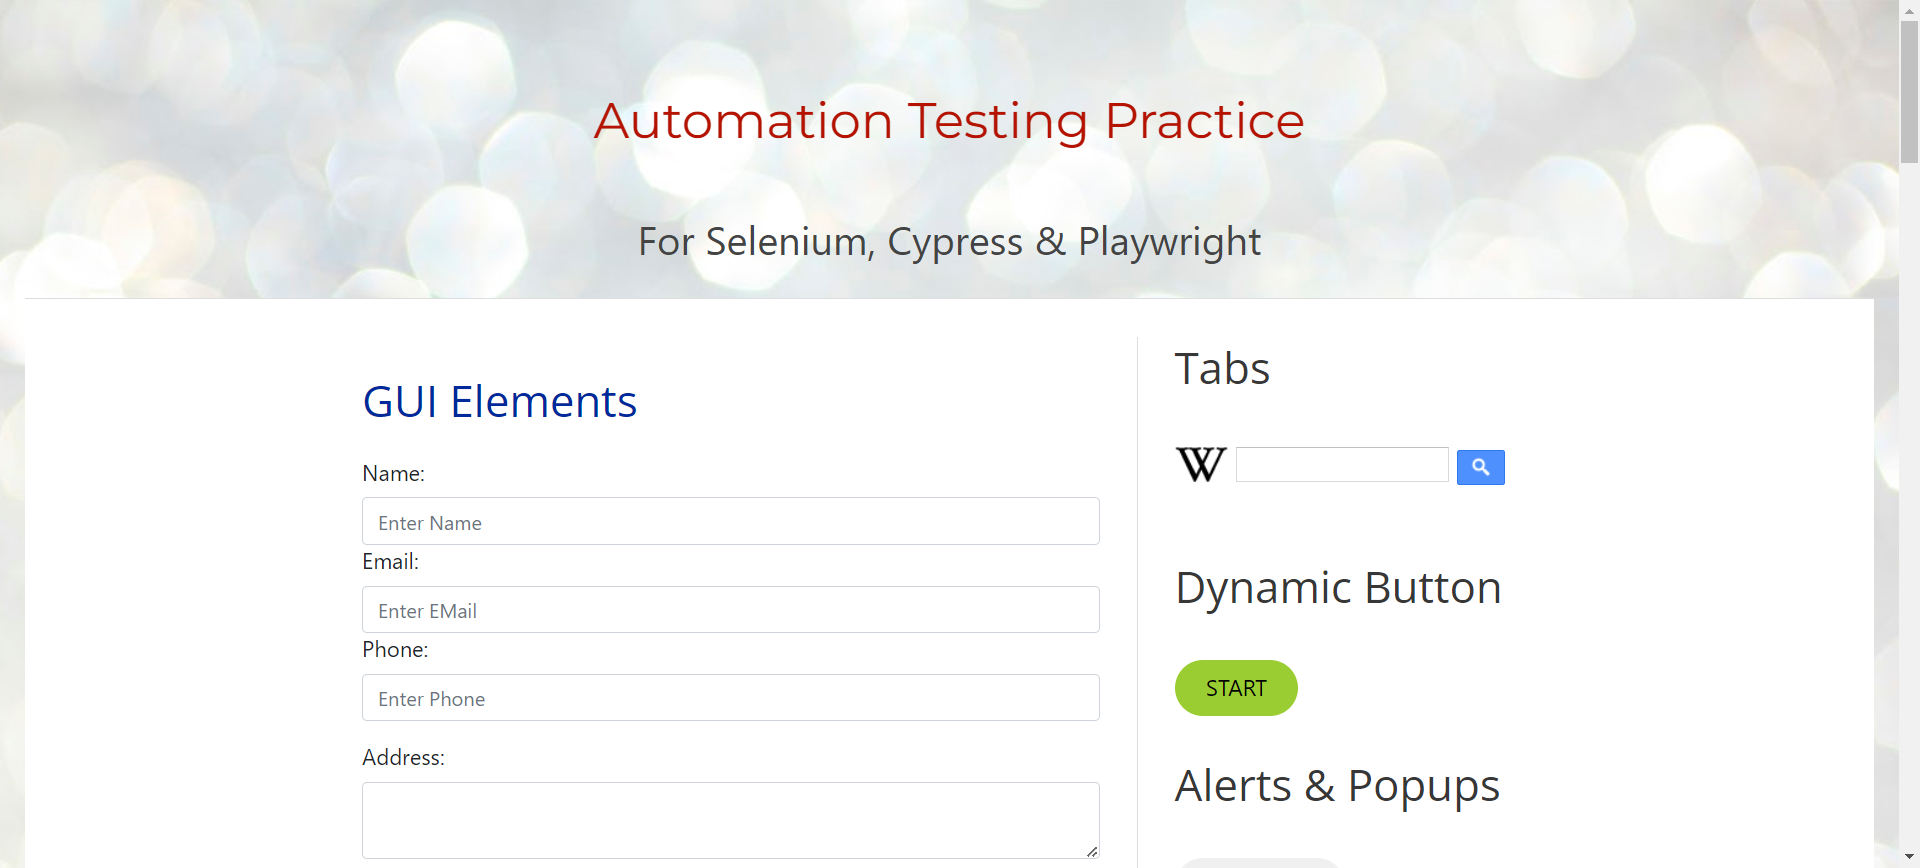 Automation Testing Practice
For Selenium, Cypress & Playwright
GUI Elements
Name:
Enter Name
Email:
Enter EMail
Phone:
Enter Phone
Address:
Tabs
W
Dynamic Button
START
Alerts & Popups